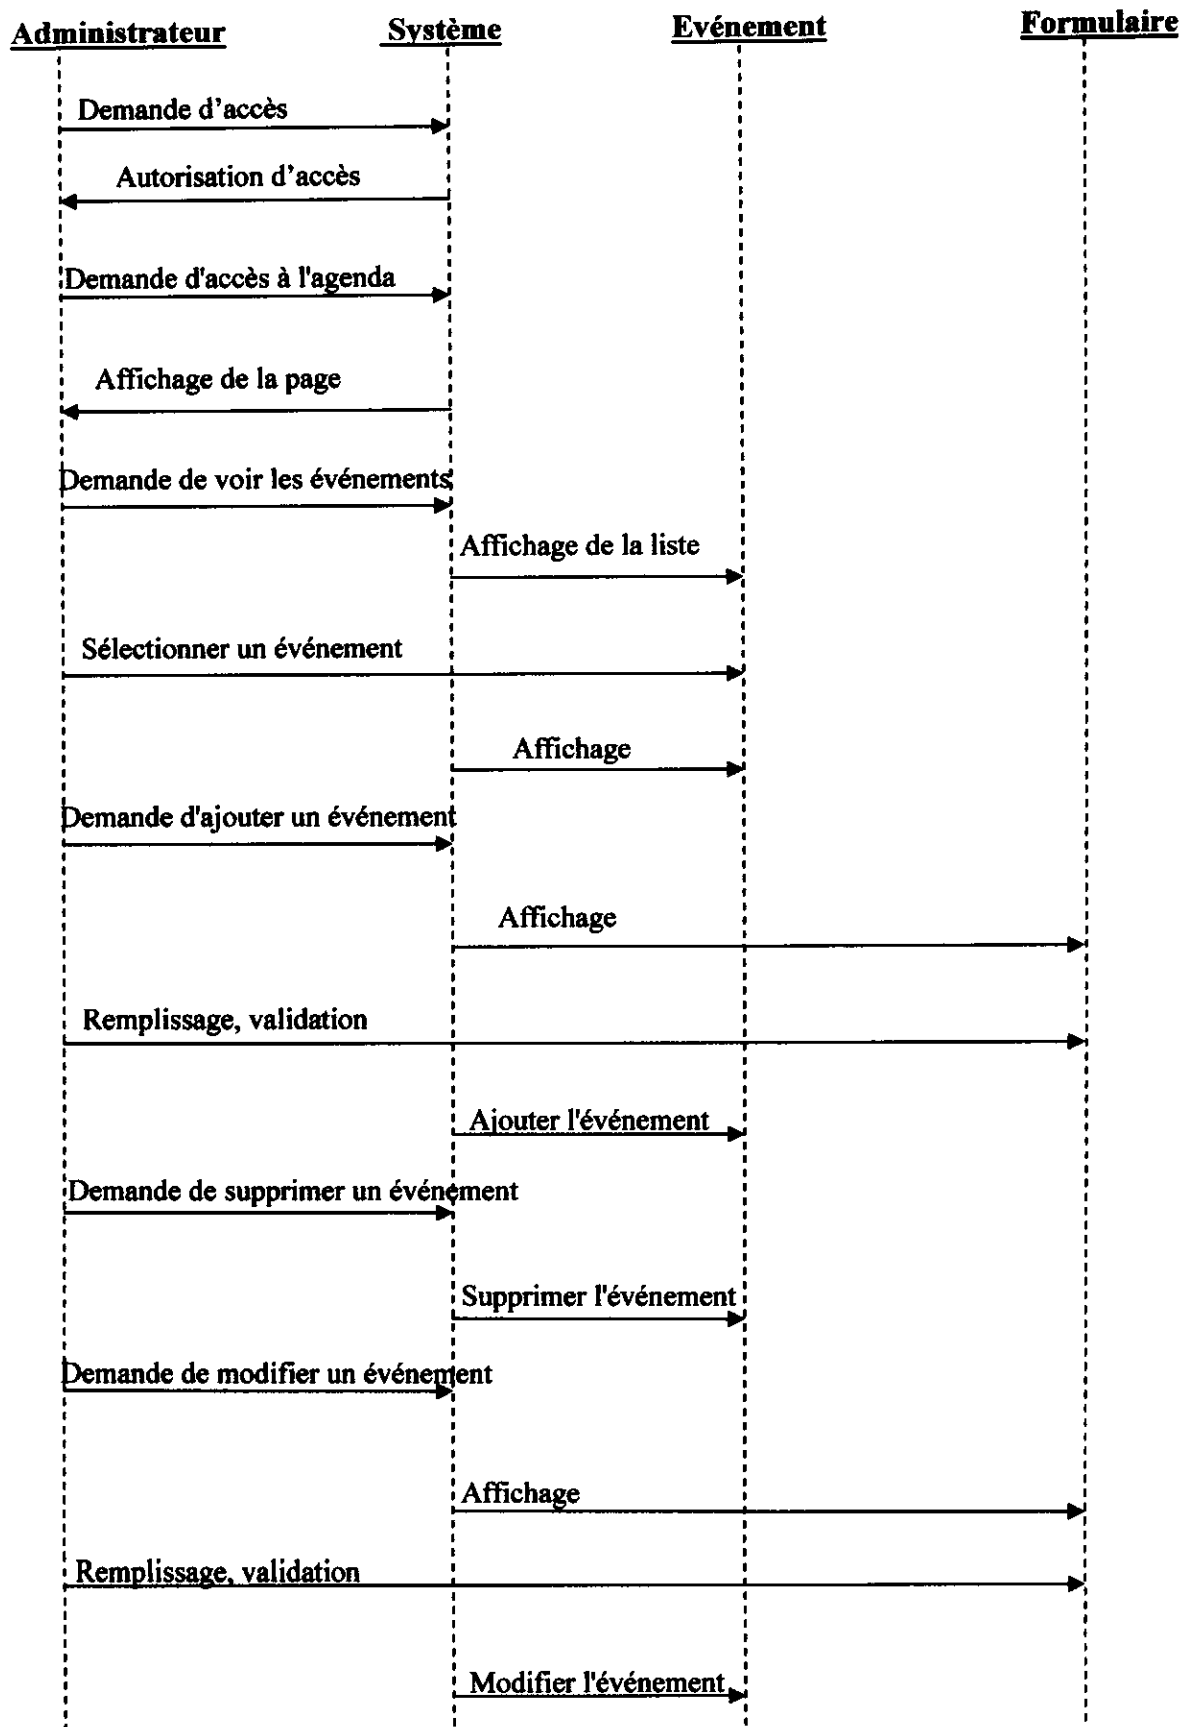 Administrateur Système Evénement Formulaire
Demande d'accès
Autorisation d'accès
Demande d'accès à l'agenda
Affichage de la page
Demande de voir les événements
Affichage de la liste
Sélectionner un événement
Affichage
Demande d'ajouter un événement
Affichage
Remplissage, validation
Ajouter l'événement
Demande de supprimer un événement
Supprimer l'événement
Demande de modifier un événement
Affichage
Remplissage, validation
Modifier l'événement